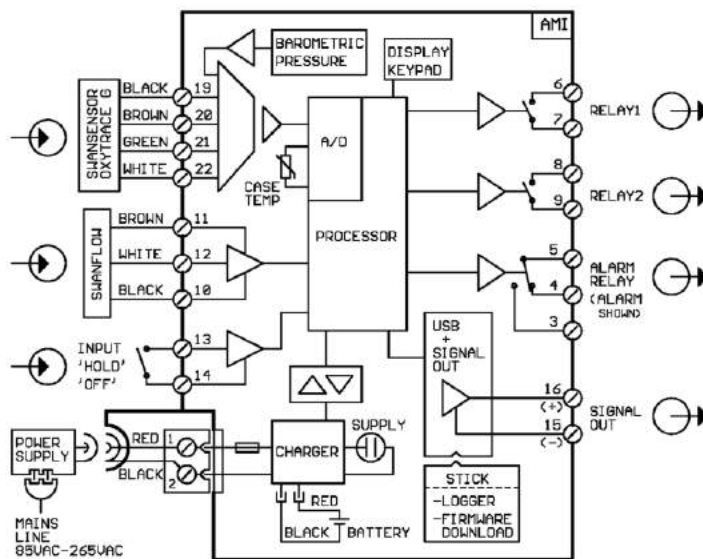 AMI
BAROMETRIC
PRESSURE
DISPLAY
KEYPAD
SWANSENSOR
OXYTRACE G
BLACK 19
BROWN 20
GREEN 21
WHITE 22
A/D
CASE
TEMP
PROCESSOR
6
7
RELAY1
8
9
RELAY2
5
4
3
ALARM
RELAY
(ALARM
SHOWN)
SWANFLOW
BROWN 11
WHITE 12
BLACK 10
INPUT
'HOLD'
'OFF'
13
14
USB
+
SIGNAL
OUT
16
(+)
15
(-)
SIGNAL
OUT
POWER
SUPPLY
RED 1
BLACK 2
CHARGER
SUPPLY
RED
BLACK
BATTERY
STICK
-LOGGER
-FIRMWARE
DOWNLOAD
MAINS
LINE
85VAC-265VAC